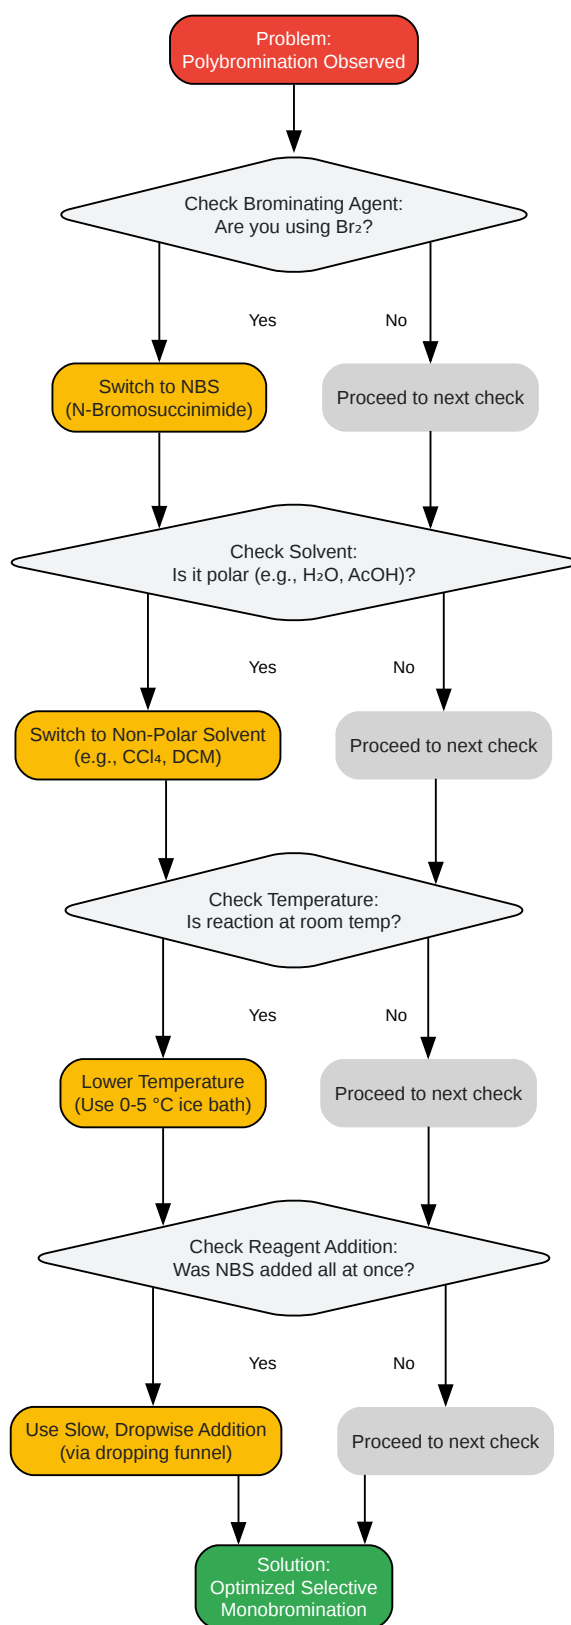 Problem:
Polybromination Observed
Check Brominating Agent:
Are you using Br₂?
Yes
No
Switch to NBS
(N-Bromosuccinimide)
Proceed to next check
Check Solvent:
Is it polar (e.g., H₂O, AcOH)?
Yes
No
Switch to Non-Polar Solvent
(e.g., CCl₄, DCM)
Proceed to next check
Check Temperature:
Is reaction at room temp?
Yes
No
Lower Temperature
(Use 0-5 °C ice bath)
Proceed to next check
Check Reagent Addition:
Was NBS added all at once?
Yes
No
Use Slow, Dropwise Addition
(via dropping funnel)
Proceed to next check
Solution:
Optimized Selective
Monobromination